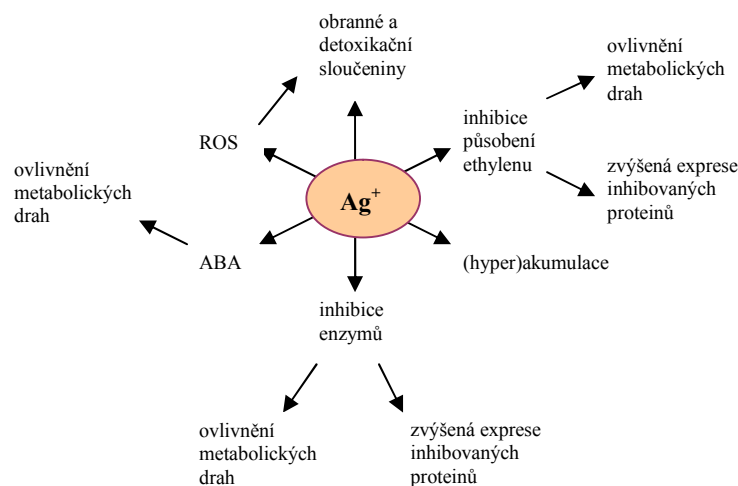 obranné a
detoxikační
sloučeniny
ovlivnění
metabolických
drah
ROS
inhibice
působení
ethylenu
ovlivnění
metabolických
drah
zvýšená exprese
inhibovaných
proteinů
Ag+
ABA
(hyper)akumulace
inhibice
enzymů
ovlivnění
metabolických
drah
zvýšená exprese
inhibovaných
proteinů